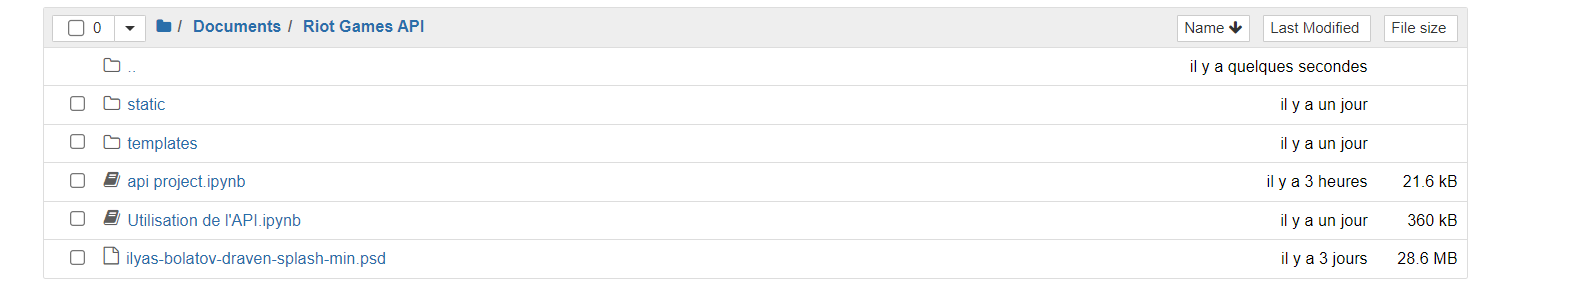 0 / Documents / Riot Games API Name Last Modified File size
.. il y a quelques secondes
static il y a un jour
templates il y a un jour
api project.ipynb il y a 3 heures 21.6 kB
Utilisation de l'API.ipynb il y a un jour 360 kB
ilyas-bolatov-draven-splash-min.psd il y a 3 jours 28.6 MB